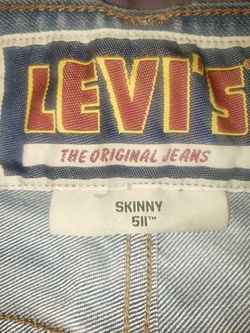 LEVI'S®
THE ORIGINAL JEANS
SKINNY
511™